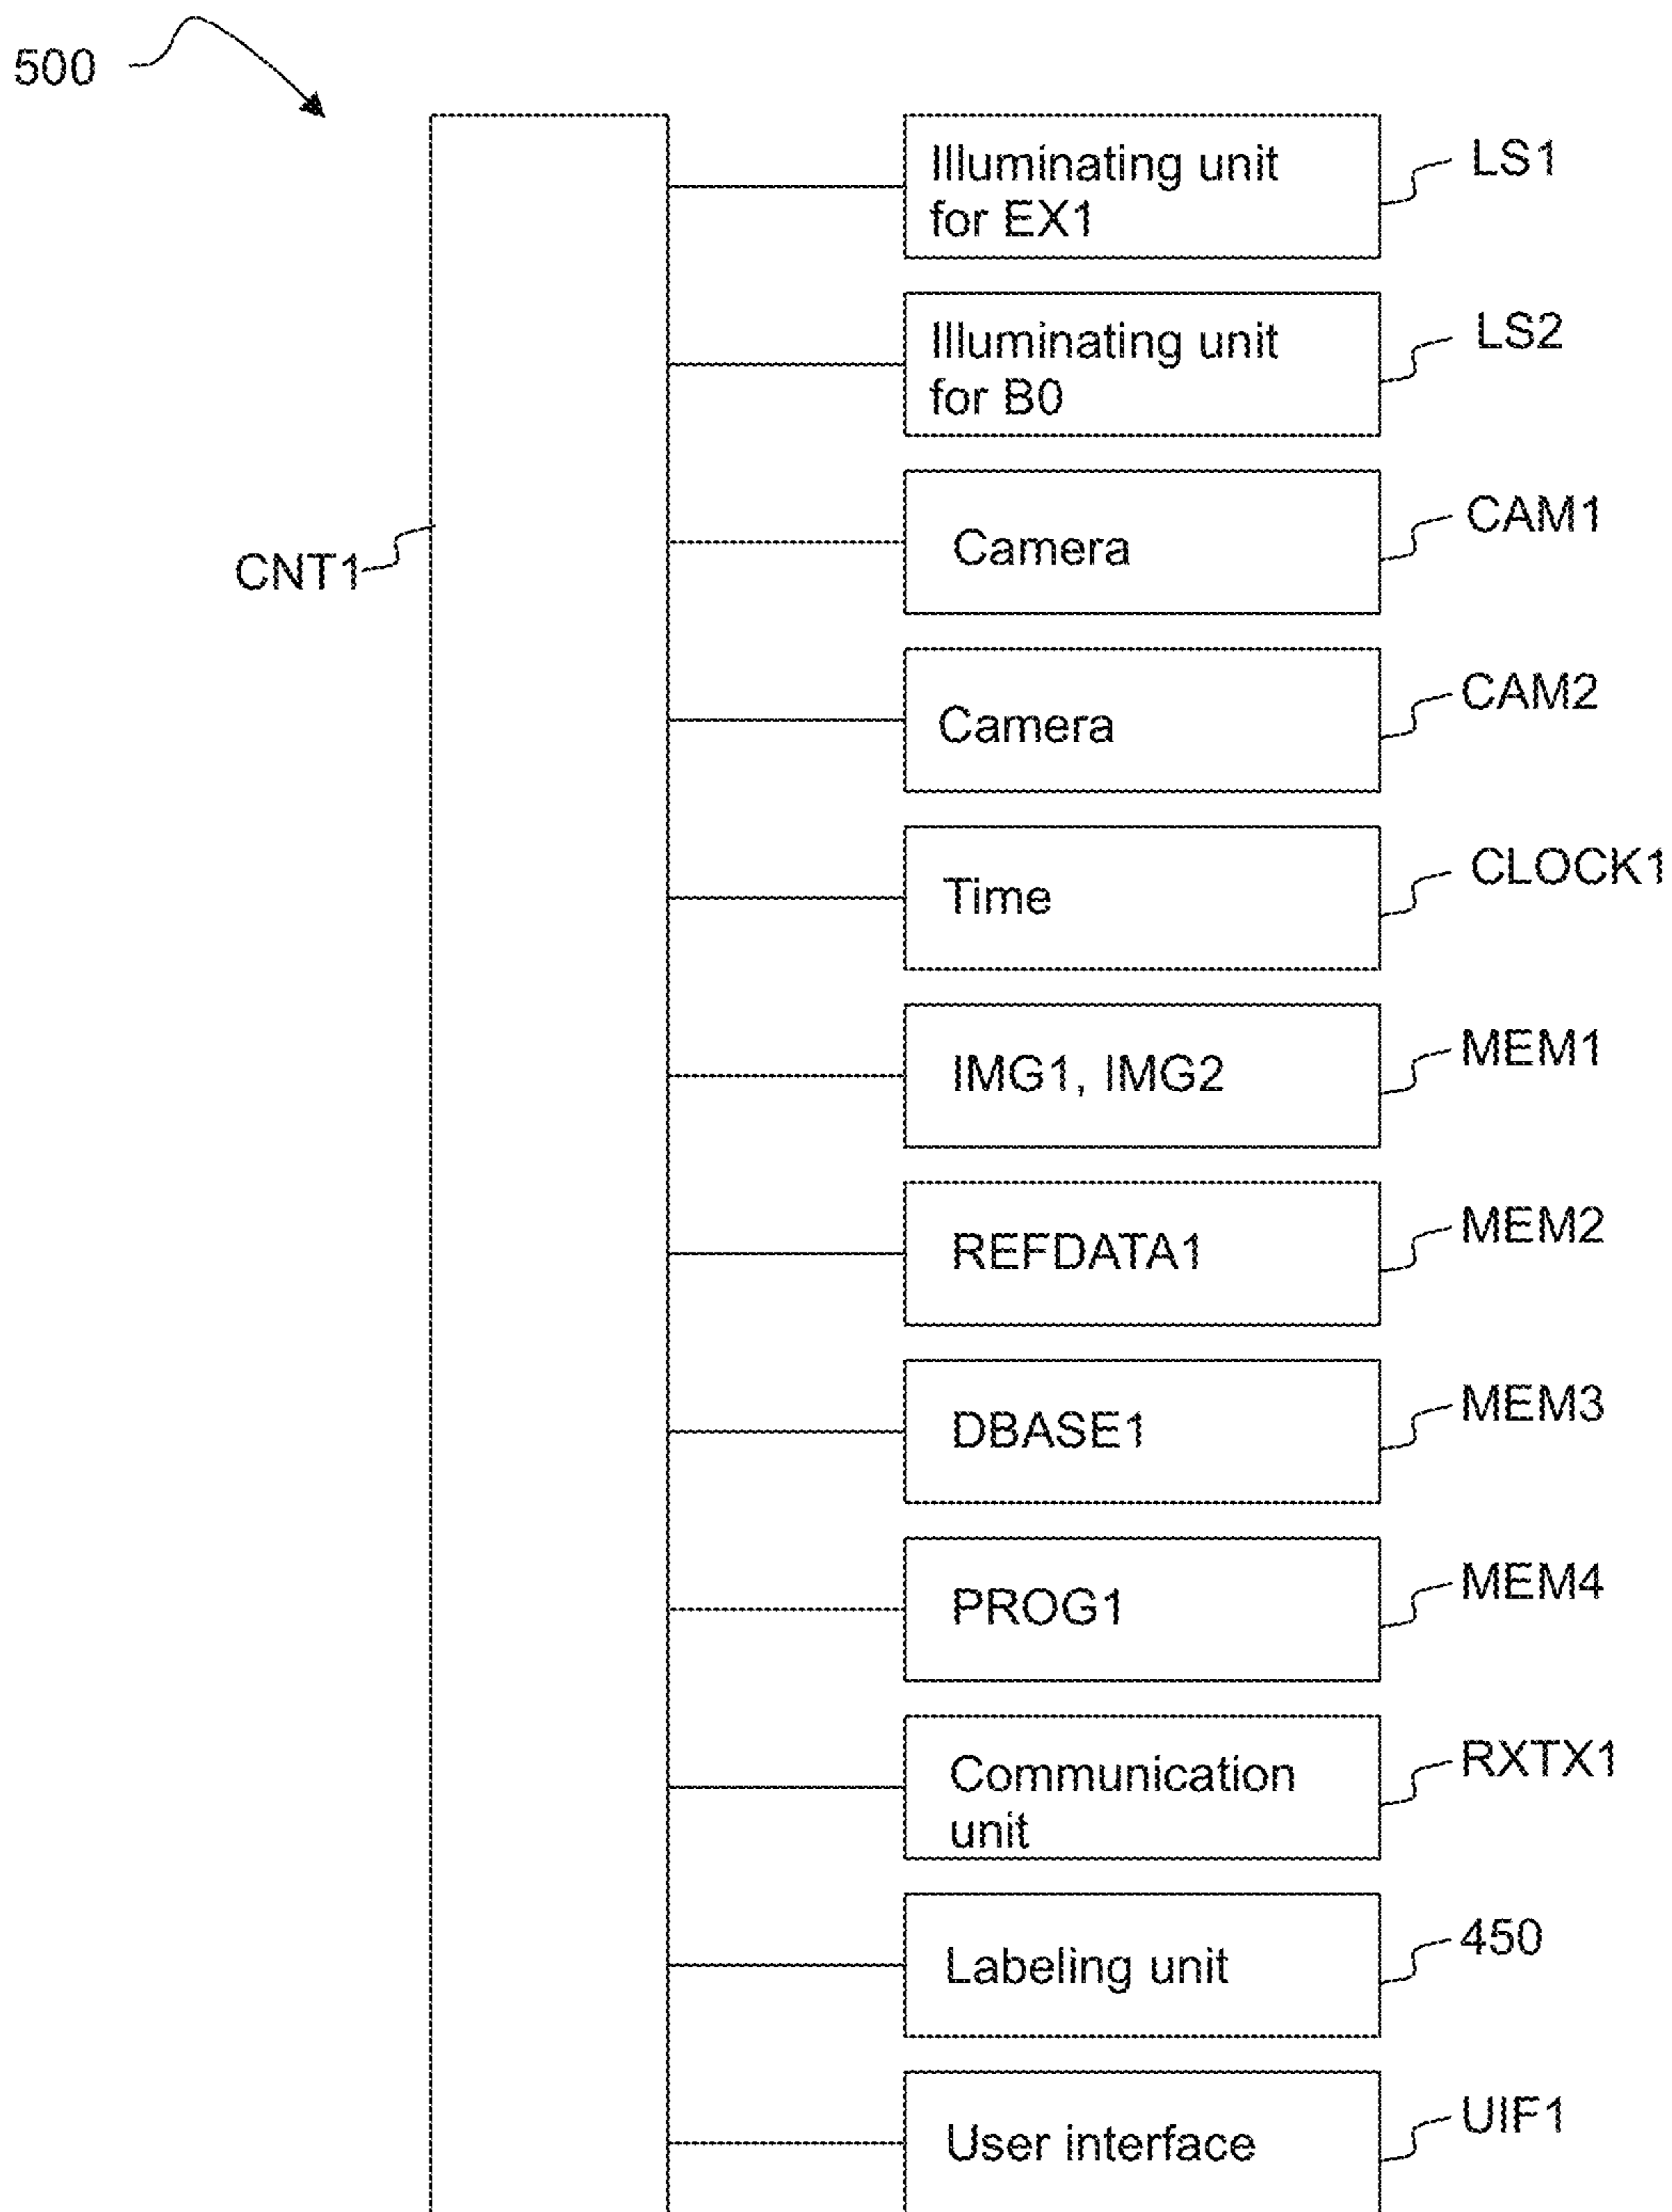 500
Illuminating unit
for EX1
LS1
Illuminating unit
for B0
LS2
Camera
CAM1
CNT1
Camera
CAM2
Time
CLOCK1
IMG1, IMG2
MEM1
REFDATA1
MEM2
DBASE1
MEM3
PROG1
MEM4
Communication
unit
RXTX1
Labeling unit
450
User interface
UIF1